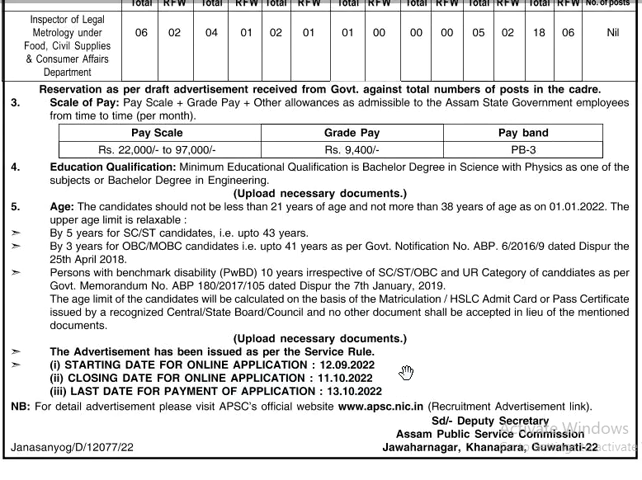 Total RFW Total RFW Total RFW Total RFW Total RFW Total RFW Total RFW No. of posts
Inspector of Legal
Metrology under
Food, Civil Supplies
& Consumer Affairs
Department
06 02 04 01 02 01 01 00 00 00 05 02 18 06 Nil
Reservation as per draft advertisement received from Govt. against total numbers of posts in the cadre.
3. Scale of Pay: Pay Scale + Grade Pay + Other allowances as admissible to the Assam State Government employees
from time to time (per month).
Pay Scale Grade Pay Pay band
Rs. 22,000/- to 97,000/- Rs. 9,400/- PB-3
4. Education Qualification: Minimum Educational Qualification is Bachelor Degree in Science with Physics as one of the
subjects or Bachelor Degree in Engineering.
(Upload necessary documents.)
5. Age: The candidates should not be less than 21 years of age and not more than 38 years of age as on 01.01.2022. The
upper age limit is relaxable :
➢ By 5 years for SC/ST candidates, i.e. upto 43 years.
➢ By 3 years for OBC/MOBC candidates i.e. upto 41 years as per Govt. Notification No. ABP. 6/2016/9 dated Dispur the
25th April 2018.
➢ Persons with benchmark disability (PwBD) 10 years irrespective of SC/ST/OBC and UR Category of canddiates as per
Govt. Memorandum No. ABP 180/2017/105 dated Dispur the 7th January, 2019.
The age limit of the candidates will be calculated on the basis of the Matriculation / HSLC Admit Card or Pass Certificate
issued by a recognized Central/State Board/Council and no other document shall be accepted in lieu of the mentioned
documents.
(Upload necessary documents.)
➢ The Advertisement has been issued as per the Service Rule.
➢ (i) STARTING DATE FOR ONLINE APPLICATION : 12.09.2022
(ii) CLOSING DATE FOR ONLINE APPLICATION : 11.10.2022
(iii) LAST DATE FOR PAYMENT OF APPLICATION : 13.10.2022
NB: For detail advertisement please visit APSC's official website www.apsc.nic.in (Recruitment Advertisement link).
Sd/- Deputy Secretary
Activate Windows
Assam Public Service Commission
Janasanyog/D/12077/22 Jawaharnagar, Khanapara, Guwahati-22